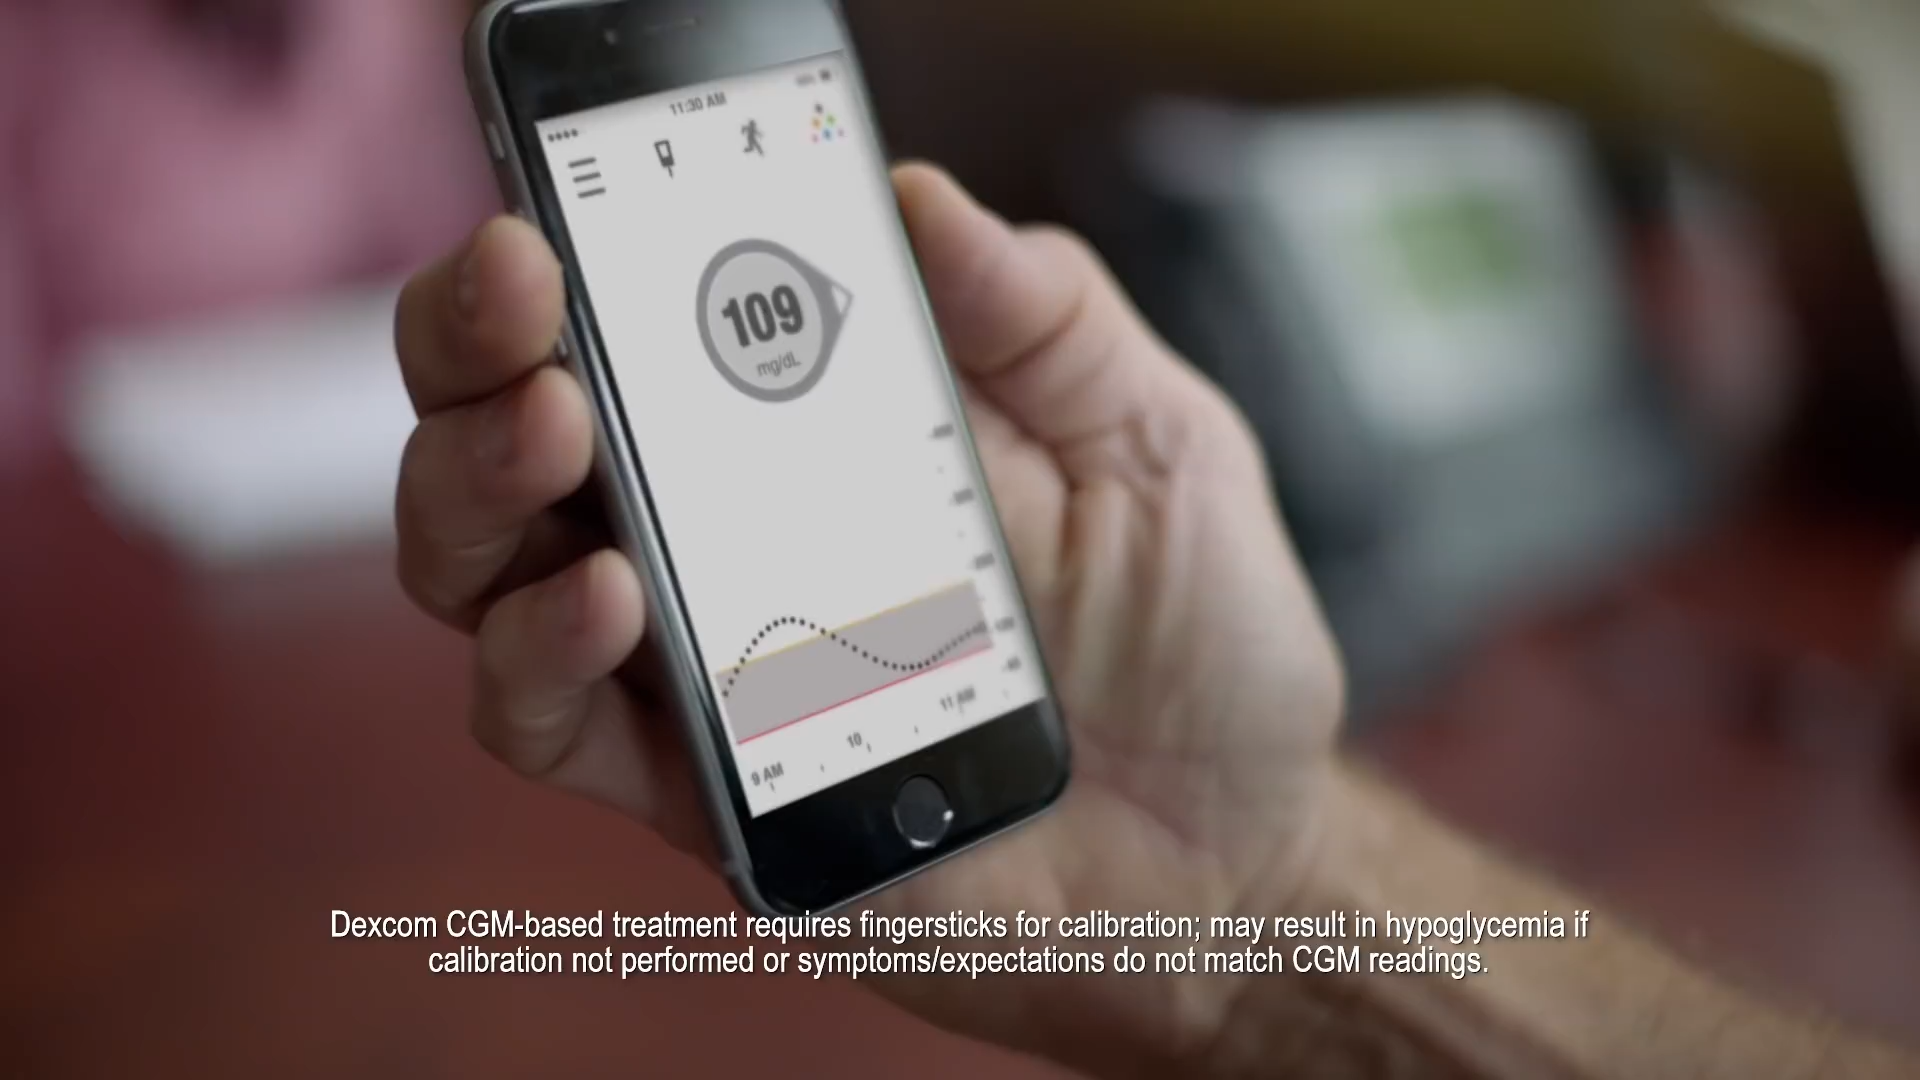 11:30 AM
109
mg/dL
9 AM
10
11 AM
Dexcom CGM-based treatment requires fingersticks for calibration; may result in hypoglycemia if
calibration not performed or symptoms/expectations do not match CGM readings.